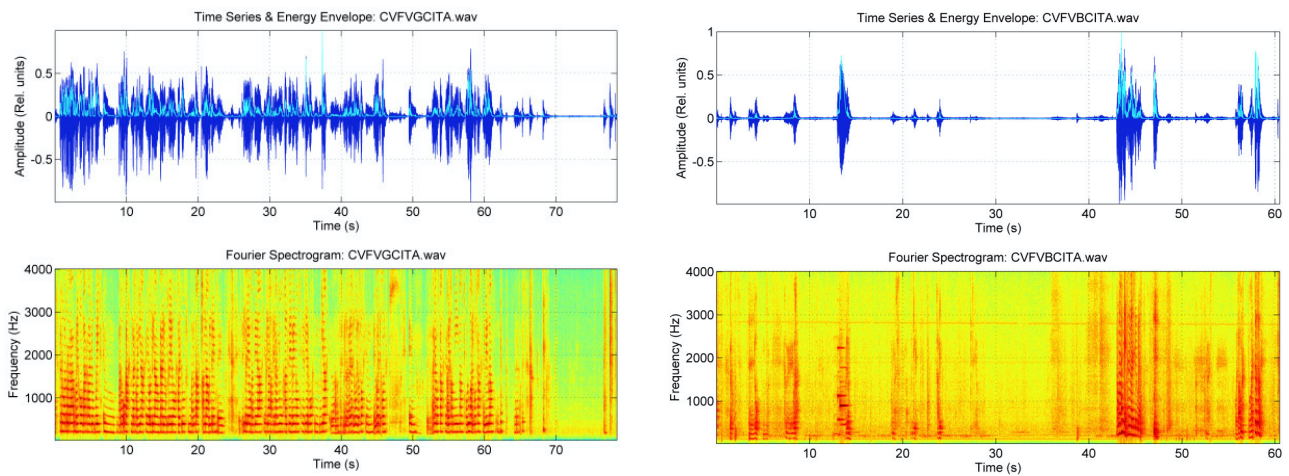 Time Series & Energy Envelope: CVFVGCITA.wav
Amplitude (Rel. units)
0.5
0
-0.5
10 20 30 40 50 60 70
Time (s)
Fourier Spectrogram: CVFVGCITA.wav
Frequency (Hz)
4000
3000
2000
1000
10 20 30 40 50 60 70
Time (s)
Time Series & Energy Envelope: CVFVBCITA.wav
Amplitude (Rel. units)
1
0.5
0
-0.5
10 20 30 40 50 60
Time (s)
Fourier Spectrogram: CVFVBCITA.wav
Frequency (Hz)
4000
3000
2000
1000
10 20 30 40 50 60
Time (s)